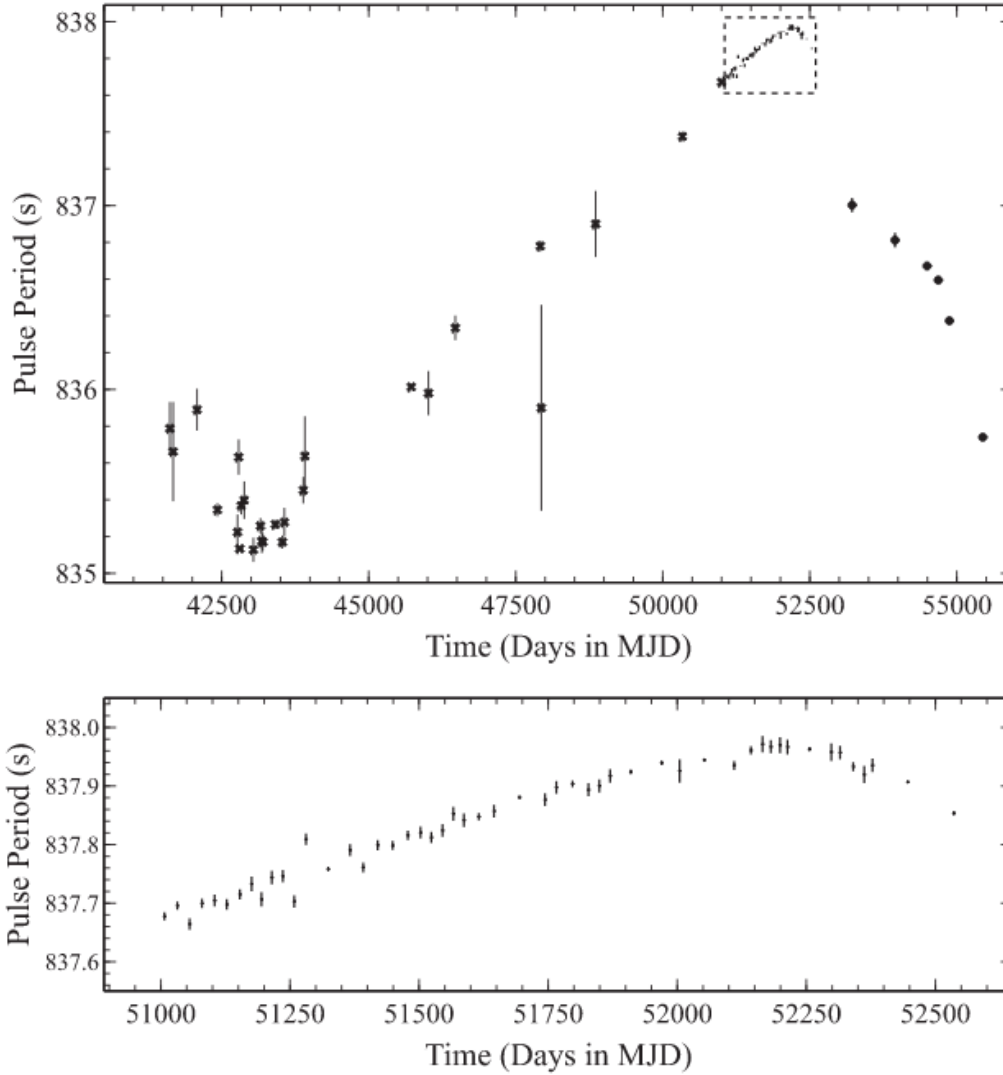 838
837
836
835
Pulse Period (s)
42500 45000 47500 50000 52500 55000
Time (Days in MJD)
838.0
837.9
837.8
837.7
837.6
Pulse Period (s)
51000 51250 51500 51750 52000 52250 52500
Time (Days in MJD)